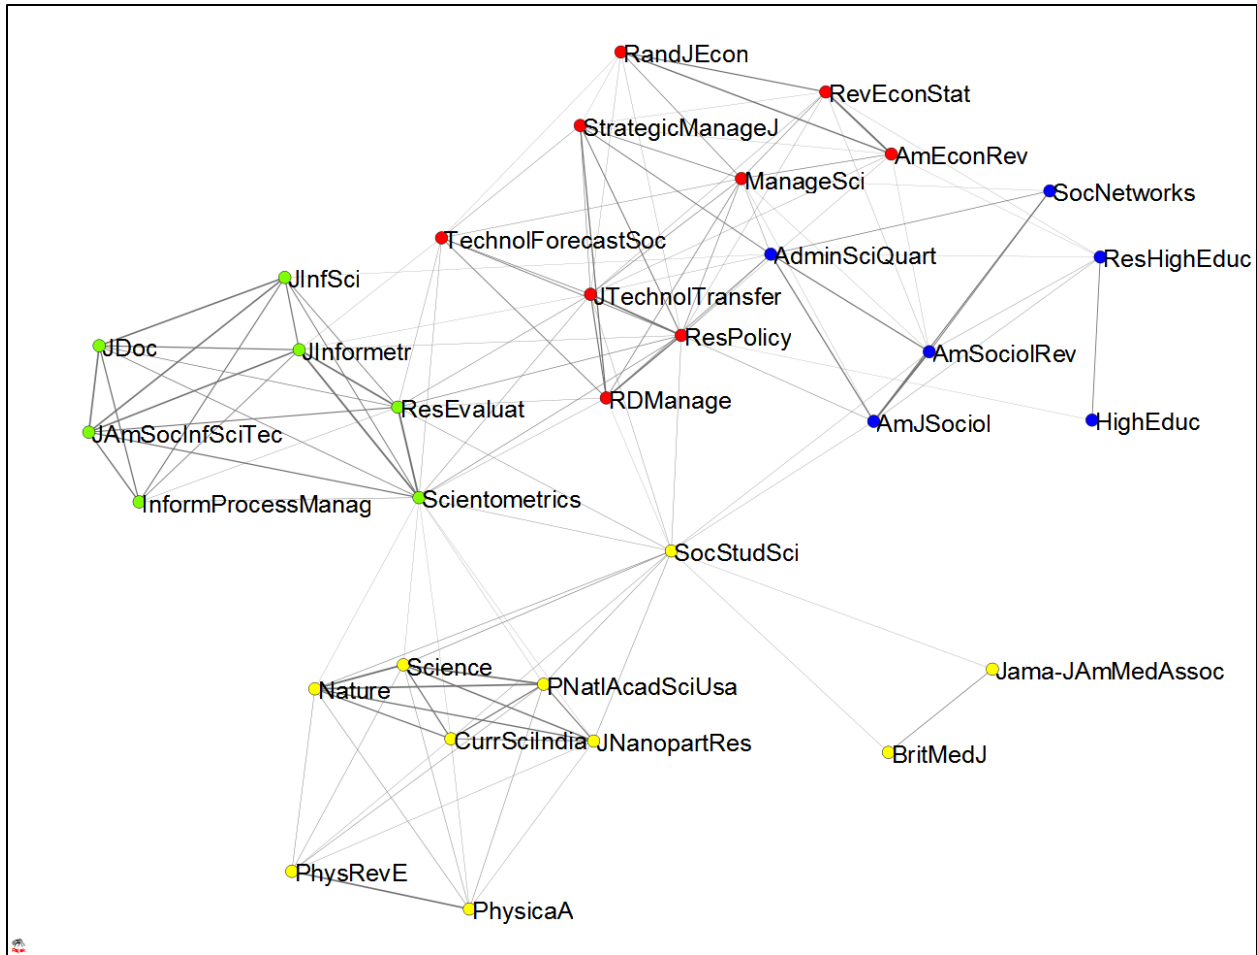 RandJEcon
RevEconStat
StrategicManageJ
AmEconRev
ManageSci
SocNetworks
TechnolForecastSoc
AdminSciQuart
ResHighEduc
JInfSci
JTechnolTransfer
ResPolicy
JDoc
JInformetr
AmSociolRev
ResEvaluat
RDManage
AmJSociol
HighEduc
JAmSocInfSciTec
InformProcessManag
Scientometrics
SocStudSci
Science
Jama-JAmMedAssoc
Nature
PNatlAcadSciUsa
CurrSciIndia
JNanopartRes
BritMedJ
PhysRevE
PhysicaA